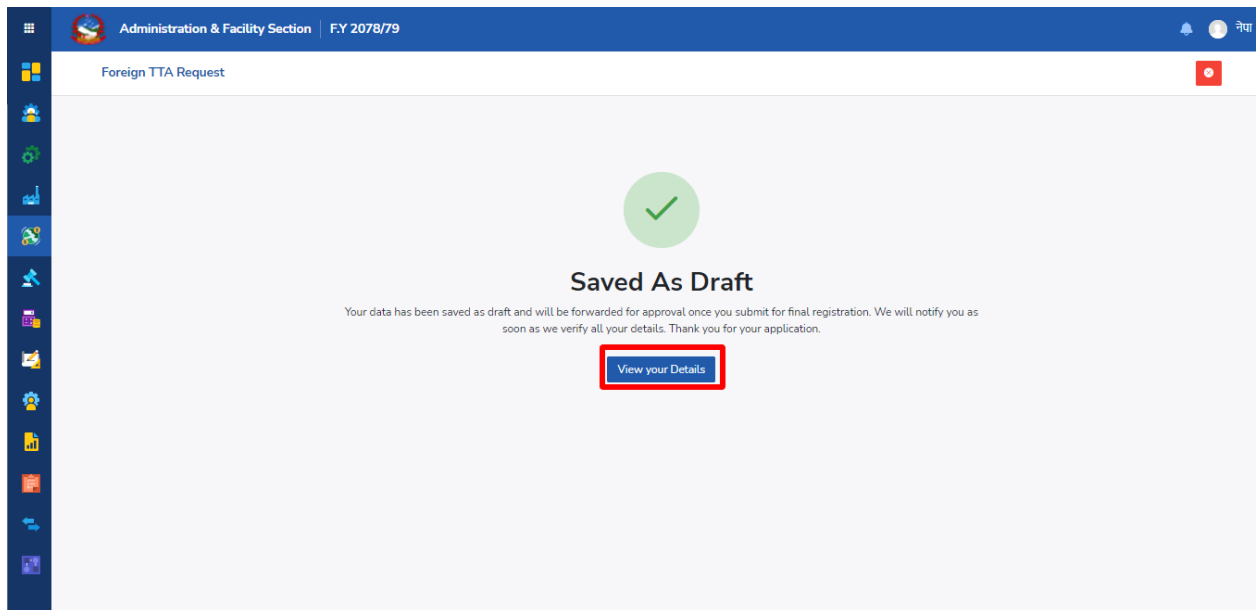 Administration & Facility Section | F.Y 2078/79
नेपा
Foreign TTA Request
Saved As Draft
Your data has been saved as draft and will be forwarded for approval once you submit for final registration. We will notify you as
soon as we verify all your details. Thank you for your application.
View your Details